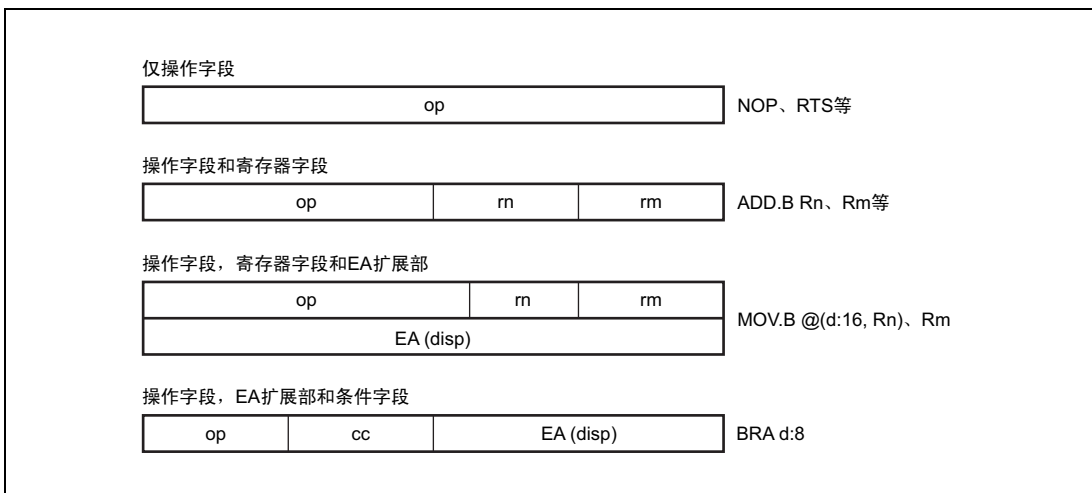 仅操作字段
op NOP、RTS等
操作字段和寄存器字段
op rn rm ADD.B Rn、Rm等
操作字段，寄存器字段和EA扩展部
op rn rm
MOV.B @(d:16, Rn)、Rm
EA (disp)
操作字段，EA扩展部和条件字段
op cc EA (disp) BRA d:8